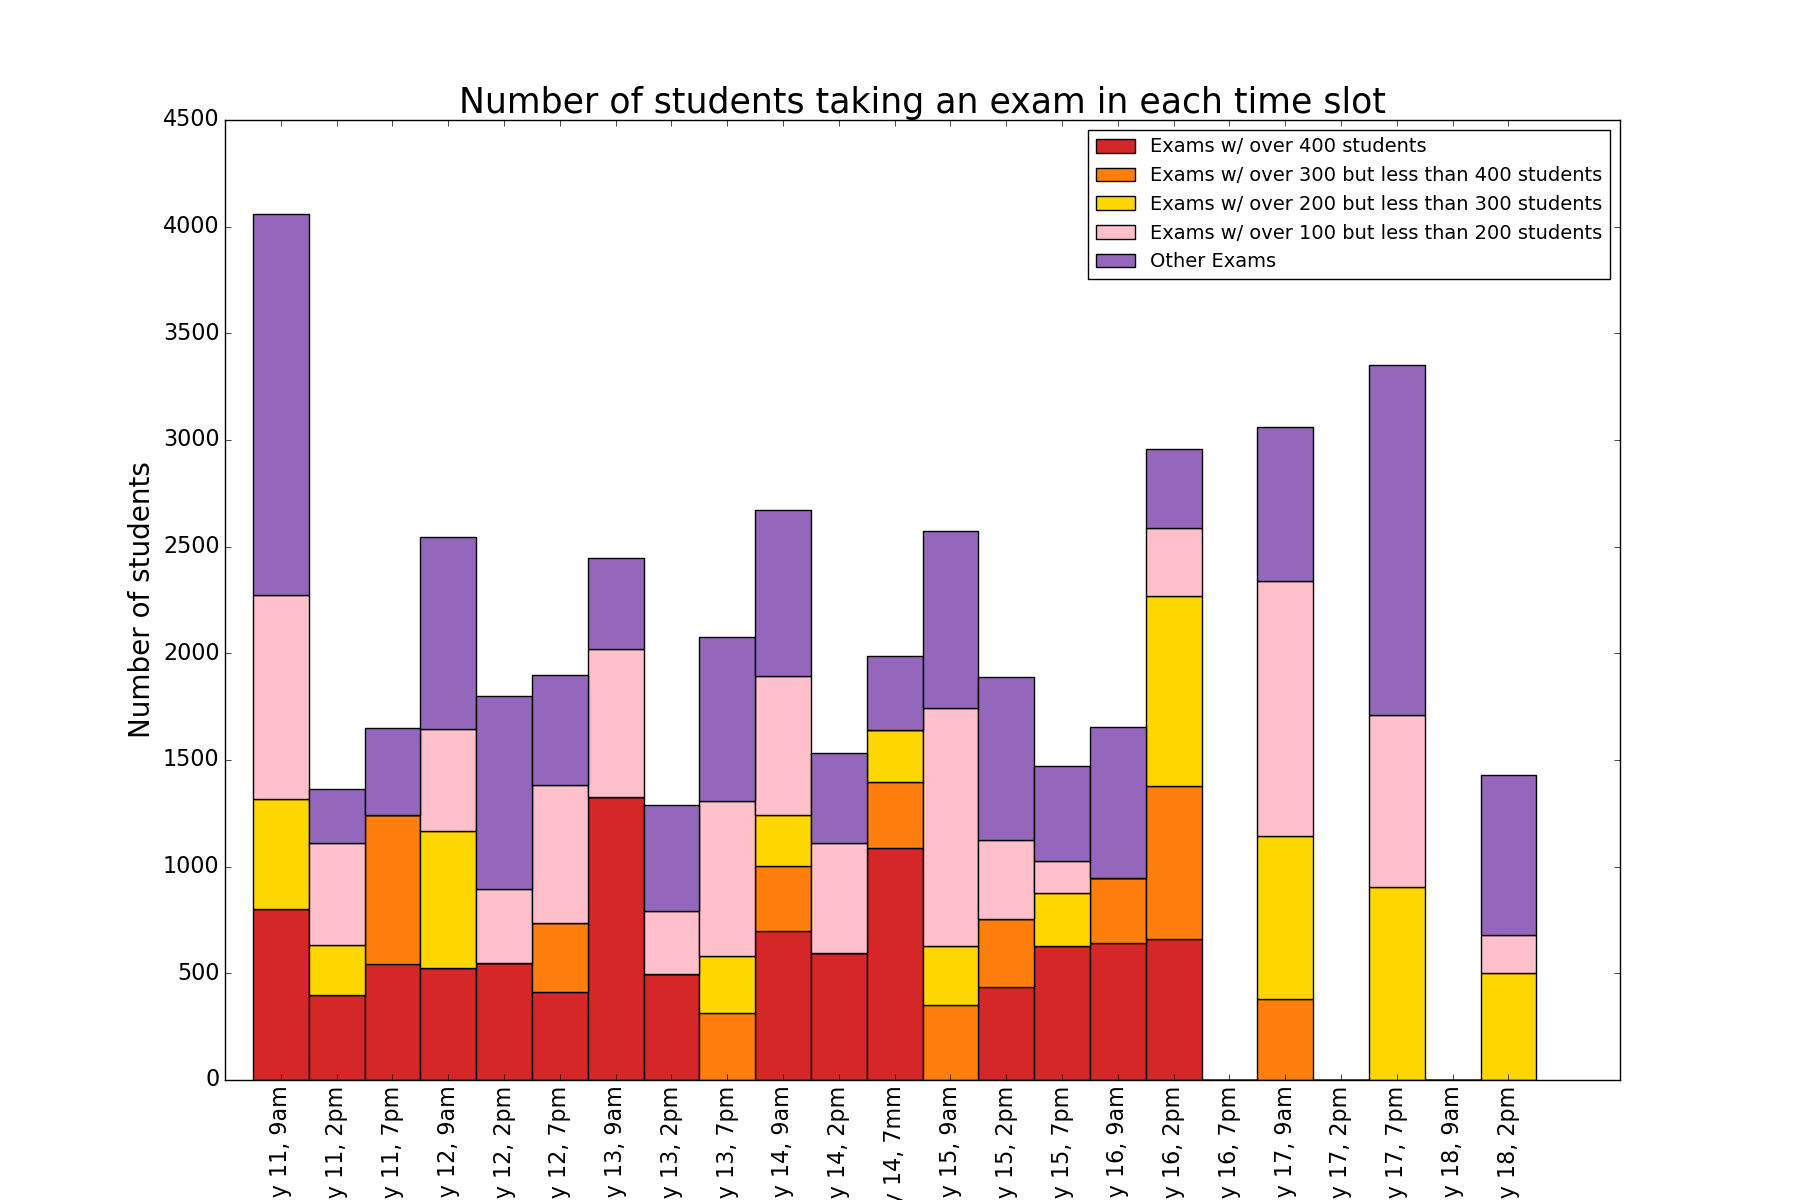 Number of students taking an exam in each time slot
Exams w/ over 400 students
Exams w/ over 300 but less than 400 students
Exams w/ over 200 but less than 300 students
Exams w/ over 100 but less than 200 students
Other Exams
Number of students
4500
4000
3500
3000
2500
2000
1500
1000
500
0
y 11, 9am
y 11, 2pm
y 11, 7pm
y 12, 9am
y 12, 2pm
y 12, 7pm
y 13, 9am
y 13, 2pm
y 13, 7pm
y 14, 9am
y 14, 2pm
y 14, 7mm
y 15, 9am
y 15, 2pm
y 15, 7pm
y 16, 9am
y 16, 2pm
y 16, 7pm
y 17, 9am
y 17, 2pm
y 17, 7pm
y 18, 9am
y 18, 2pm